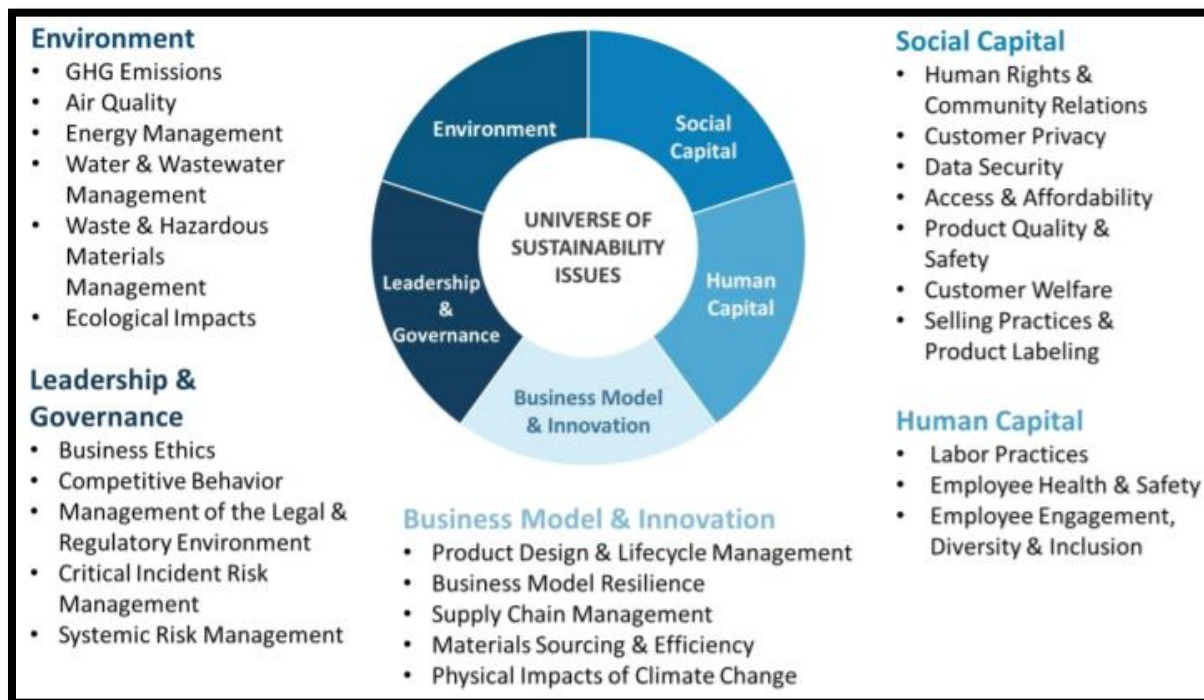 Environment
• GHG Emissions
• Air Quality
• Energy Management
• Water & Wastewater
Management
• Waste & Hazardous
Materials
Management
• Ecological Impacts
Leadership &
Governance
• Business Ethics
• Competitive Behavior
• Management of the Legal &
Regulatory Environment
• Critical Incident Risk
Management
• Systemic Risk Management
Environment
Social
Capital
UNIVERSE OF
SUSTAINABILITY
ISSUES
Leadership
&
Governance
Human
Capital
Business Model
& Innovation
Business Model & Innovation
• Product Design & Lifecycle Management
• Business Model Resilience
• Supply Chain Management
• Materials Sourcing & Efficiency
• Physical Impacts of Climate Change
Social Capital
• Human Rights &
Community Relations
• Customer Privacy
• Data Security
• Access & Affordability
• Product Quality &
Safety
• Customer Welfare
• Selling Practices &
Product Labeling
Human Capital
• Labor Practices
• Employee Health & Safety
• Employee Engagement,
Diversity & Inclusion